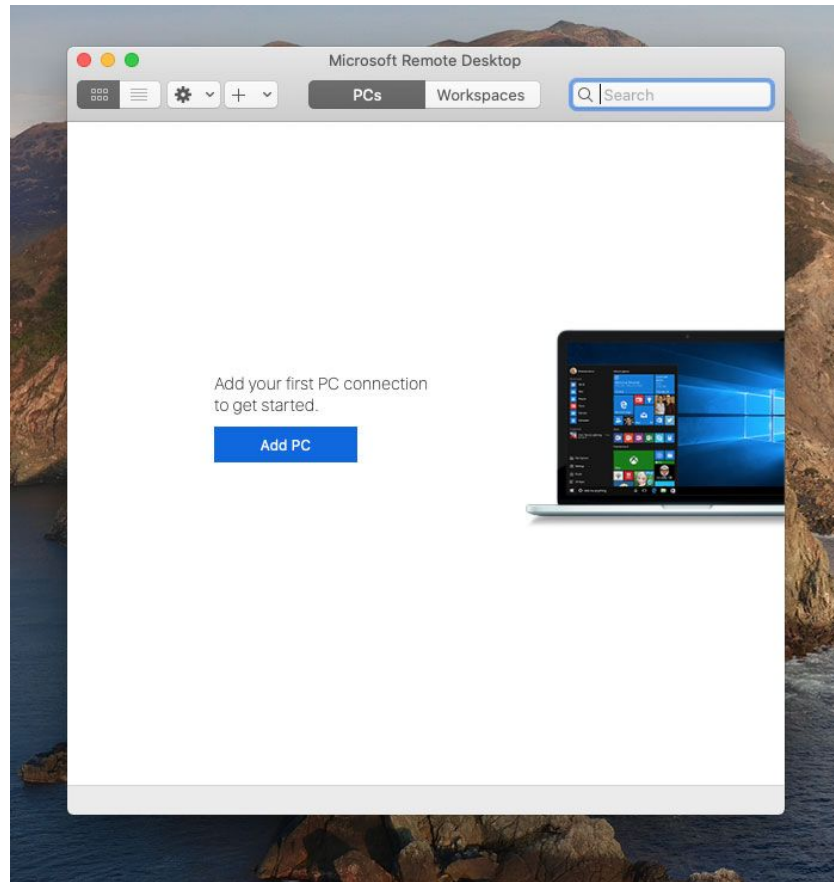 Microsoft Remote Desktop
PCs
Workspaces
Search
Add your first PC connection
to get started.
Add PC